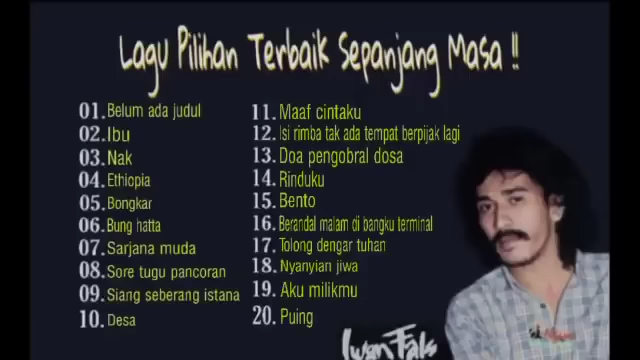 Lagu Pilihan Terbaik Sepanjang Masa !!
01. Belum ada judul
02. Ibu
03. Nak
04. Ethiopia
05. Bongkar
06. Bung hatta
07. Sarjana muda
08. Sore tugu pancoran
09. Siang seberang istana
10. Desa
11. Maaf cintaku
12. Isi rimba tak ada tempat berpijak lagi
13. Doa pengobral dosa
14. Rinduku
15. Bento
16. Berandal malam di bangku terminal
17. Tolong dengar tuhan
18. Nyanyian jiwa
19. Aku milikmu
20. Puing
Iwan Fals